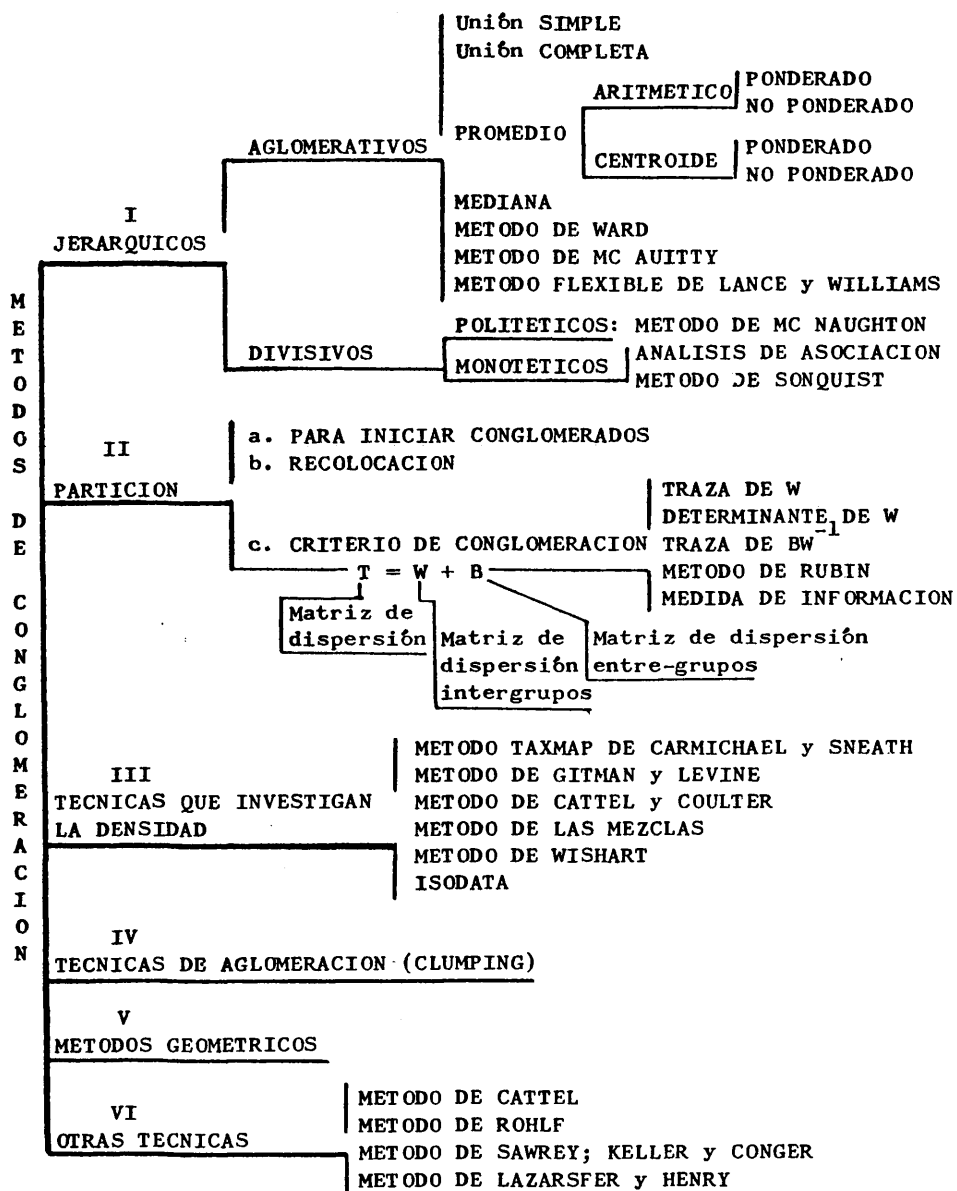 METODOS DE CONGLOMERACION
I
JERARQUICOS
AGLOMERATIVOS
Unión SIMPLE
Unión COMPLETA
PROMEDIO
ARITMETICO
PONDERADO
NO PONDERADO
CENTROIDE
PONDERADO
NO PONDERADO
MEDIANA
METODO DE WARD
METODO DE MC AUITTY
METODO FLEXIBLE DE LANCE y WILLIAMS
DIVISIVOS
POLITETICOS: METODO DE MC NAUGHTON
MONOTETICOS
ANALISIS DE ASOCIACION
METODO DE SONQUIST
II
PARTICION
a. PARA INICIAR CONGLOMERADOS
b. RECOLOCACION
c. CRITERIO DE CONGLOMERACION
T = W + B
TRAZA DE W
DETERMINANTE DE W
TRAZA DE BW⁻¹
METODO DE RUBIN
MEDIDA DE INFORMACION
Matriz de
dispersión
Matriz de
dispersión
intergrupos
Matriz de dispersión
entre-grupos
III
TECNICAS QUE INVESTIGAN
LA DENSIDAD
METODO TAXMAP DE CARMICHAEL y SNEATH
METODO DE GITMAN y LEVINE
METODO DE CATTEL y COULTER
METODO DE LAS MEZCLAS
METODO DE WISHART
ISODATA
IV
TECNICAS DE AGLOMERACION (CLUMPING)
V
METODOS GEOMETRICOS
VI
OTRAS TECNICAS
METODO DE CATTEL
METODO DE ROHLF
METODO DE SAWREY; KELLER y CONGER
METODO DE LAZARSFER y HENRY